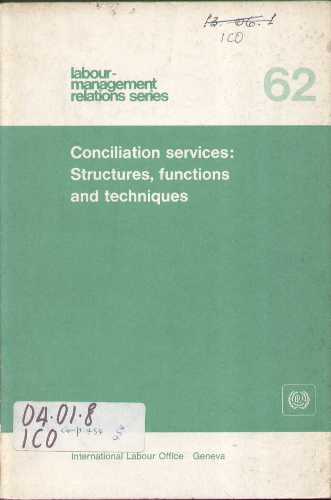 13.06.1
ICO
labour-
management
relations series
62
Conciliation services:
Structures, functions
and techniques
04.01.8
ICO
International Labour Office Geneva